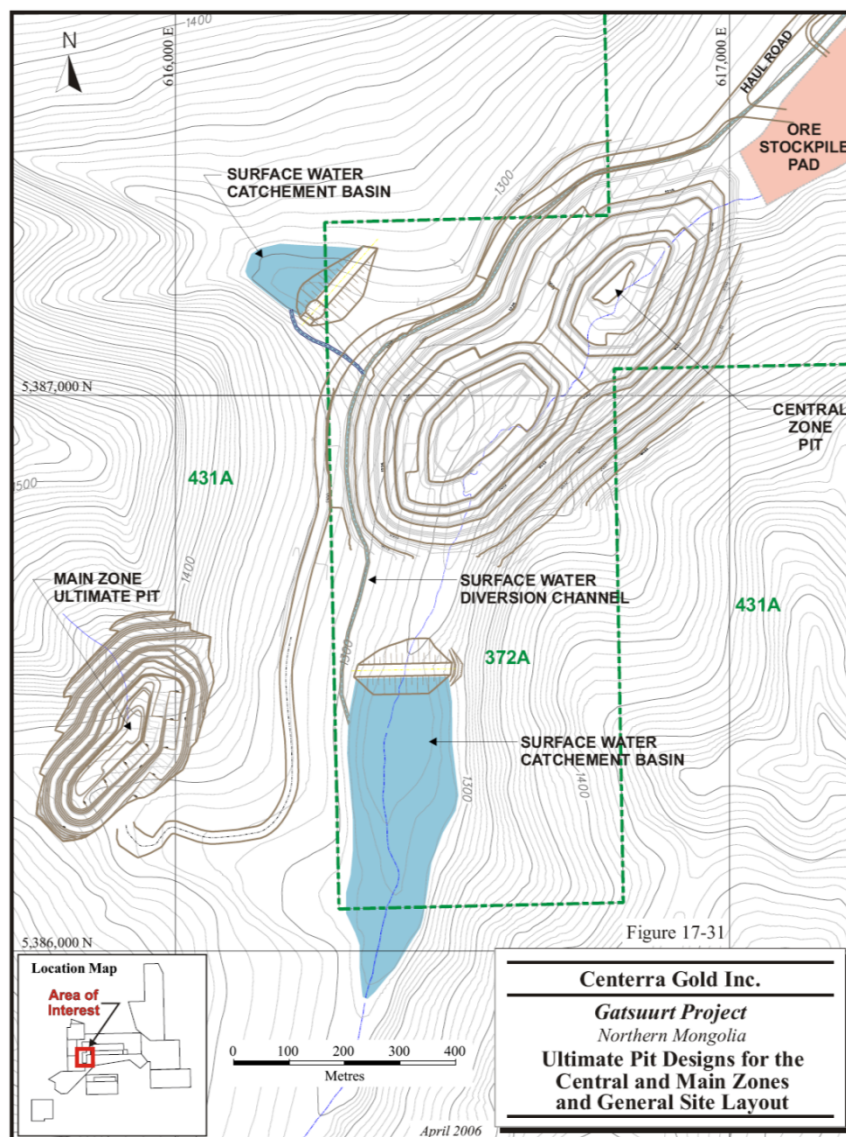 1400
616,000 E
617,000 E
N
HAUL ROAD
ORE
STOCKPILE
PAD
SURFACE WATER
CATCHEMENT BASIN
1300
5,387,000 N
CENTRAL
ZONE
PIT
431A
500
1400
MAIN ZONE
ULTIMATE PIT
SURFACE WATER
DIVERSION CHANNEL
431A
372A
1300
SURFACE WATER
CATCHEMENT BASIN
1300
1400
5,386,000 N
Figure 17-31
Location Map
Area of
Interest
0 100 200 300 400
Metres
Centerra Gold Inc.
Gatsuurt Project
Northern Mongolia
Ultimate Pit Designs for the
Central and Main Zones
and General Site Layout
April 2006